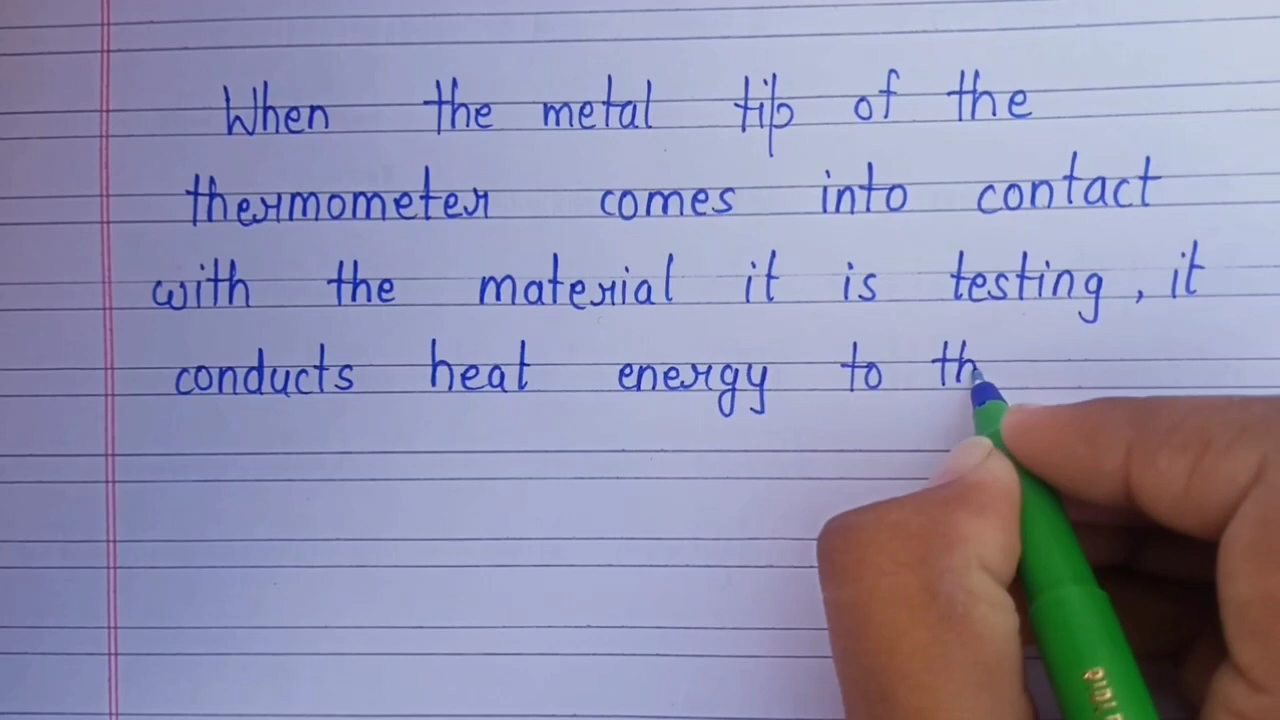 When the metal tip of the
thermometer comes into contact
with the material it is testing, it
conducts heat energy to th